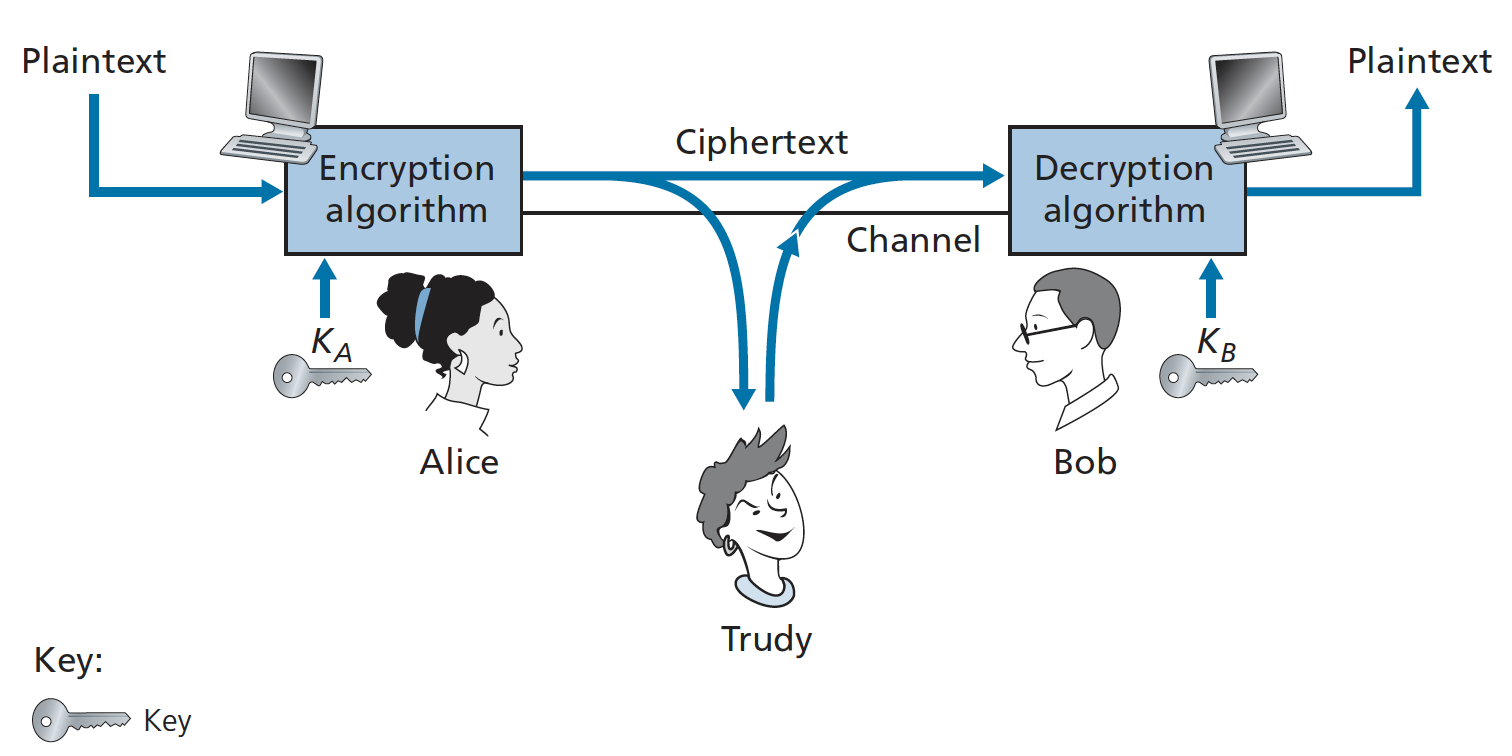 Plaintext
Plaintext
Ciphertext
Encryption
algorithm
Decryption
algorithm
Channel
K_A
K_B
Alice
Bob
Trudy
Key:
Key